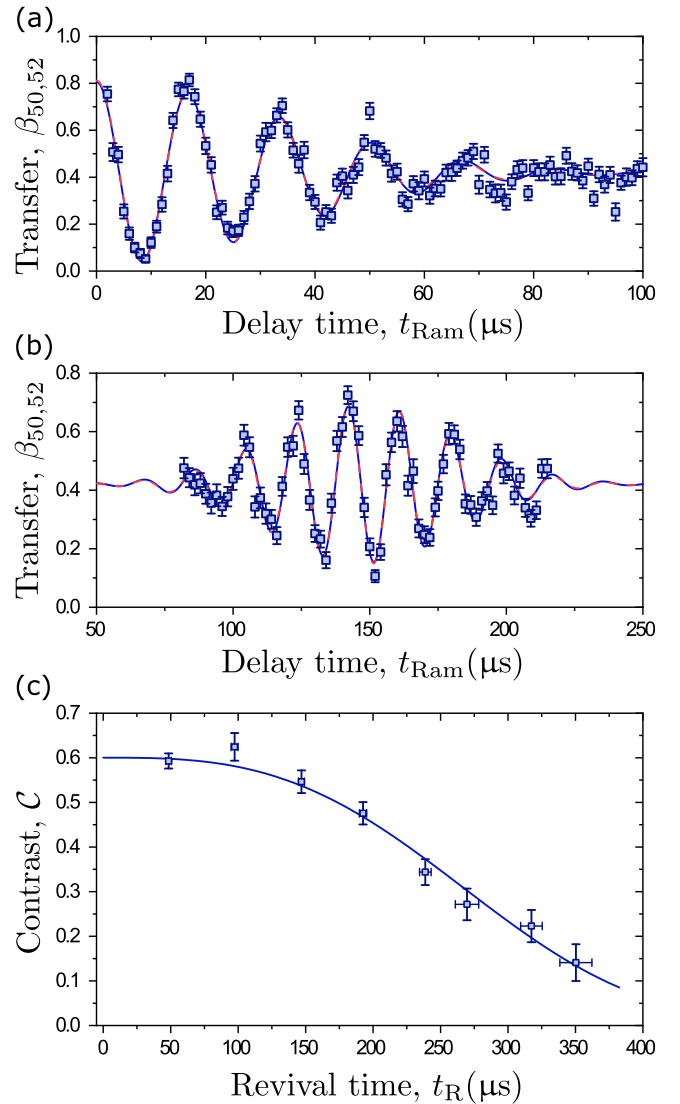 (a)
Transfer, β50,52
1.0
0.8
0.6
0.4
0.2
0.0
0 20 40 60 80 100
Delay time, tRam(μs)
(b)
Transfer, β50,52
0.8
0.6
0.4
0.2
0.0
50 100 150 200 250
Delay time, tRam(μs)
(c)
Contrast, C
0.7
0.6
0.5
0.4
0.3
0.2
0.1
0.0
0 50 100 150 200 250 300 350 400
Revival time, tR(μs)